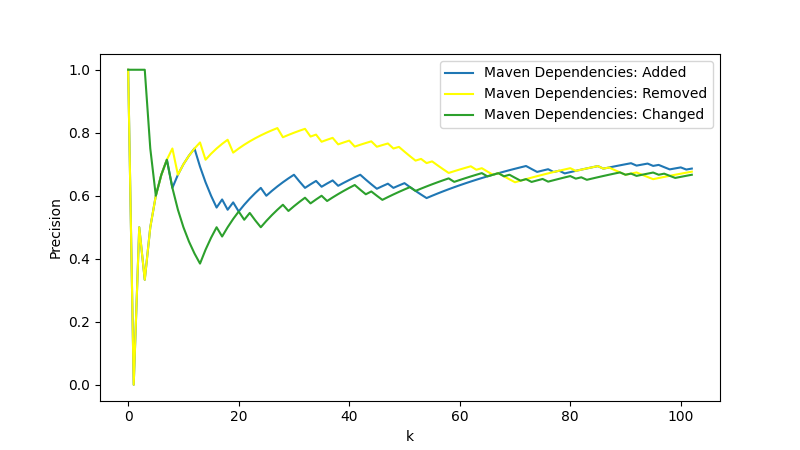 1.0
0.8
0.6
0.4
0.2
0.0
Precision
0
20
40
60
80
100
k
Maven Dependencies: Added
Maven Dependencies: Removed
Maven Dependencies: Changed